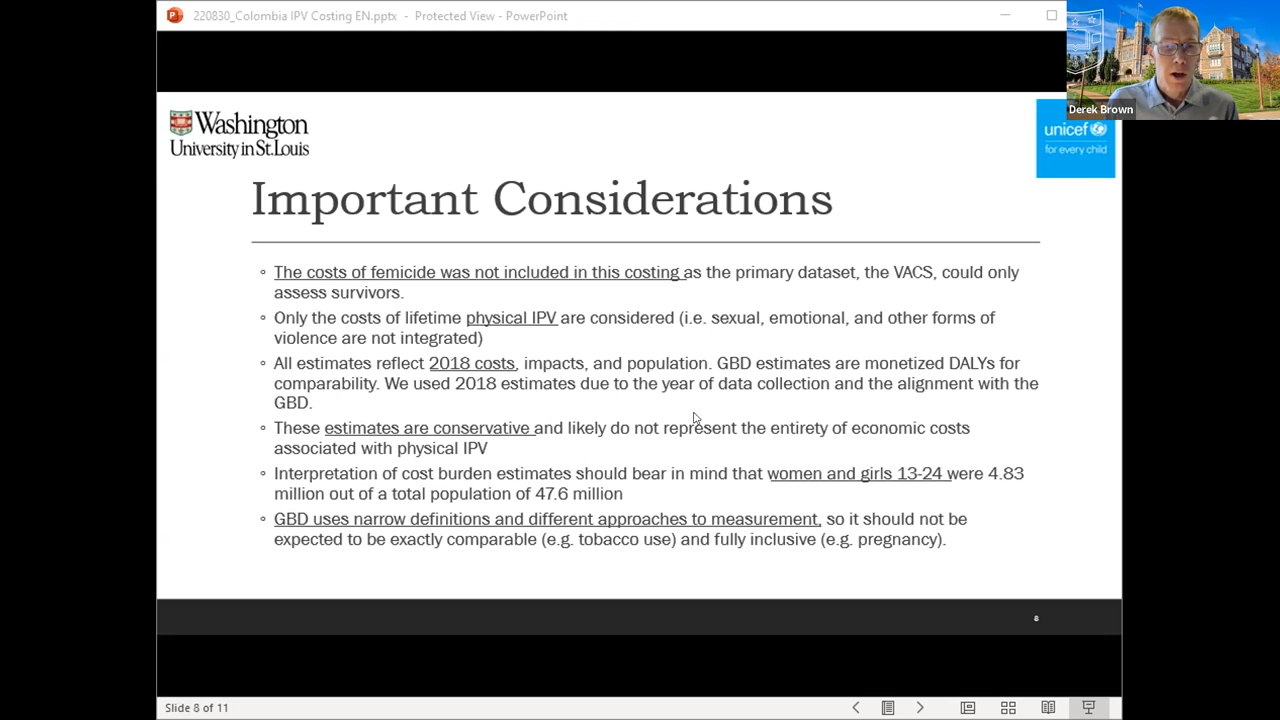 220830_Colombia IPV Costing EN.pptx - Protected View - PowerPoint
Derek Brown
Washington
University in St.Louis
unicef
for every child
Important Considerations
◦ The costs of femicide was not included in this costing as the primary dataset, the VACS, could only
assess survivors.
◦ Only the costs of lifetime physical IPV are considered (i.e. sexual, emotional, and other forms of
violence are not integrated)
◦ All estimates reflect 2018 costs, impacts, and population. GBD estimates are monetized DALYs for
comparability. We used 2018 estimates due to the year of data collection and the alignment with the
GBD.
◦ These estimates are conservative and likely do not represent the entirety of economic costs
associated with physical IPV
◦ Interpretation of cost burden estimates should bear in mind that women and girls 13-24 were 4.83
million out of a total population of 47.6 million
◦ GBD uses narrow definitions and different approaches to measurement, so it should not be
expected to be exactly comparable (e.g. tobacco use) and fully inclusive (e.g. pregnancy).
8
Slide 8 of 11